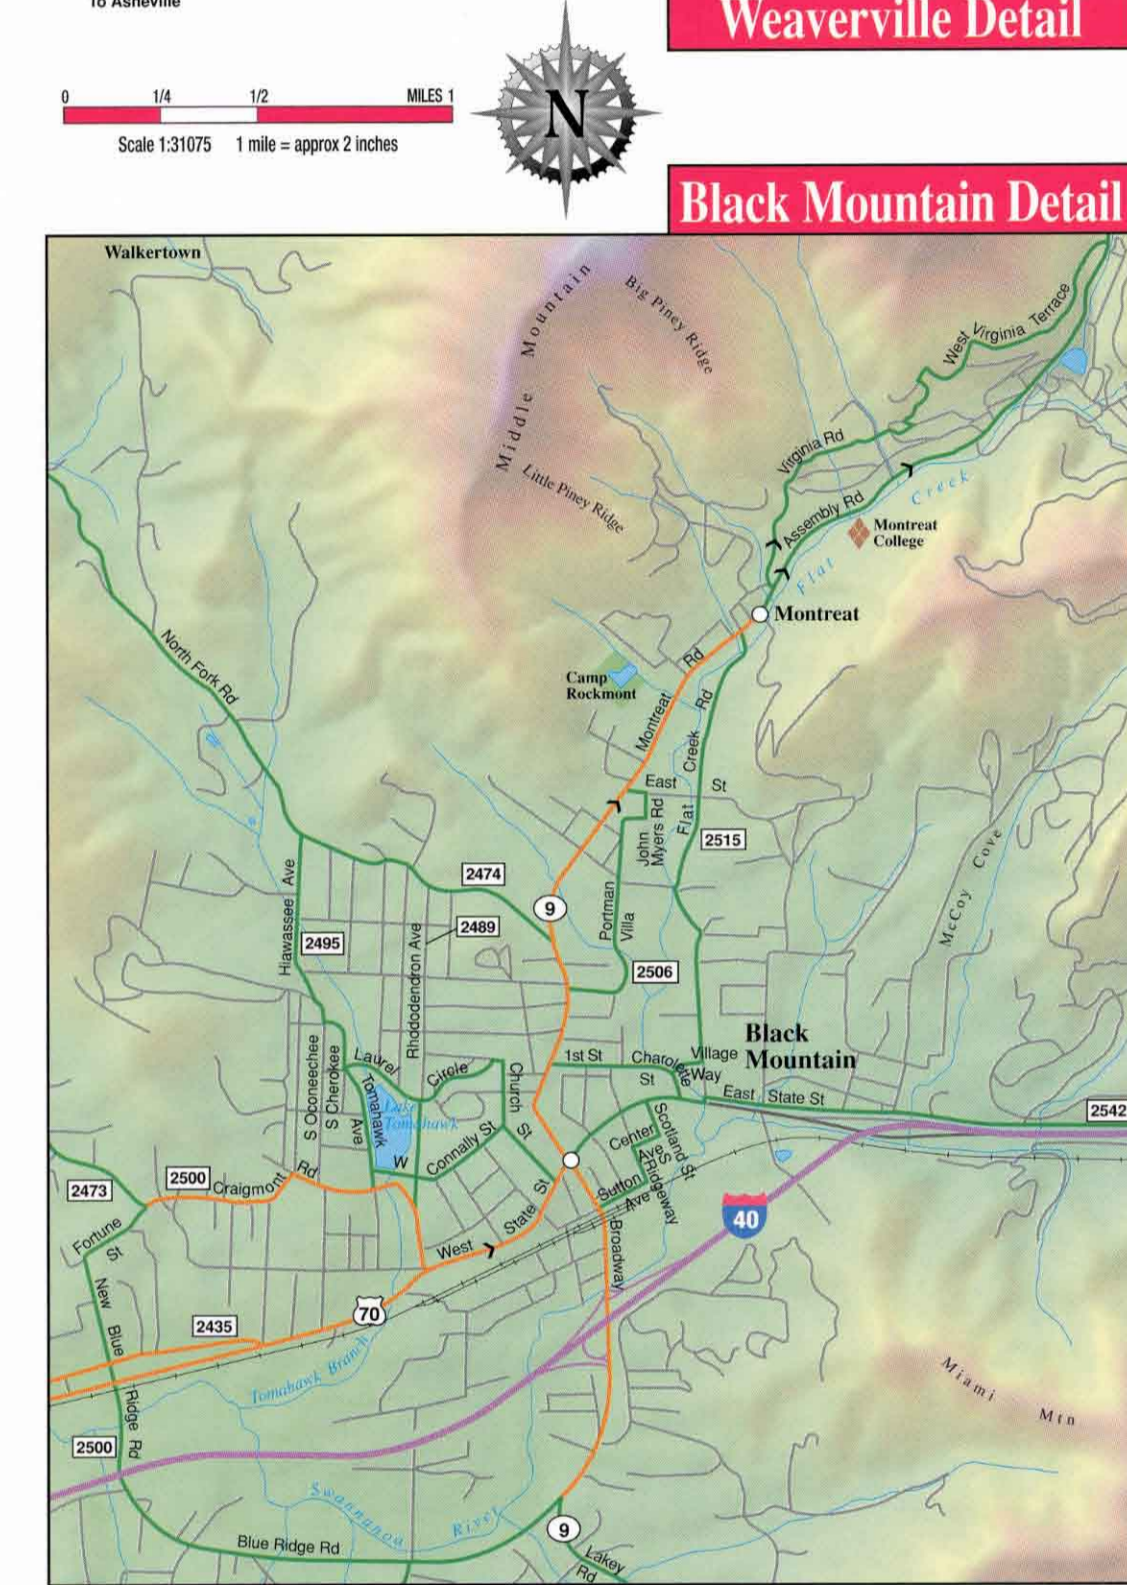 To Asheville
Weaverville Detail
0 1/4 1/2 MILES 1
Scale 1:31075 1 mile = approx 2 inches
N
Black Mountain Detail
Walkertown
Middle Mountain
Big Piney Ridge
West Virginia Terrace
Little Piney Ridge
Virginia Rd
Assembly Rd
Flat Creek
Montreat
College
Montreat
North Fork Rd
Camp
Rockmont
Montreat Rd
Flat Creek Rd
East St
John
Myers Rd
2515
McCoy Cove
Hiawassee Ave
2474
9
2489
2495
Rhododendron Ave
Portman
Villa
2506
Black
Mountain
1st St
Charlotte
St
Village
Way
East State St
2542
S Oconeechee
S Cherokee
Ave
Laurel Circle
Tomahawk
Lake
Tomahawk
Church St
W Connally St
Center
Ave
Scotland St
S Ridgeway
Sutton
Ave
2473
2500
Craigmont Rd
Fortune
St
West State St
Broadway
40
70
2435
New Blue Ridge Rd
Tomahawk Branch
2500
Miami Mtn
Swannanoa River
Blue Ridge Rd
9
Lakey
Rd